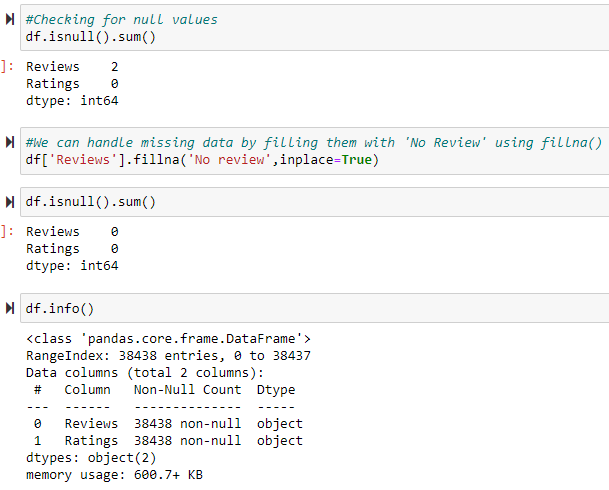 #Checking for null values
df.isnull().sum()
]: Reviews    2
Ratings    0
dtype: int64
#We can handle missing data by filling them with 'No Review' using fillna()
df['Reviews'].fillna('No review',inplace=True)
df.isnull().sum()
]: Reviews    0
Ratings    0
dtype: int64
df.info()
<class 'pandas.core.frame.DataFrame'>
RangeIndex: 38438 entries, 0 to 38437
Data columns (total 2 columns):
 #   Column   Non-Null Count  Dtype
---  ------   --------------  -----
 0   Reviews  38438 non-null  object
 1   Ratings  38438 non-null  object
dtypes: object(2)
memory usage: 600.7+ KB